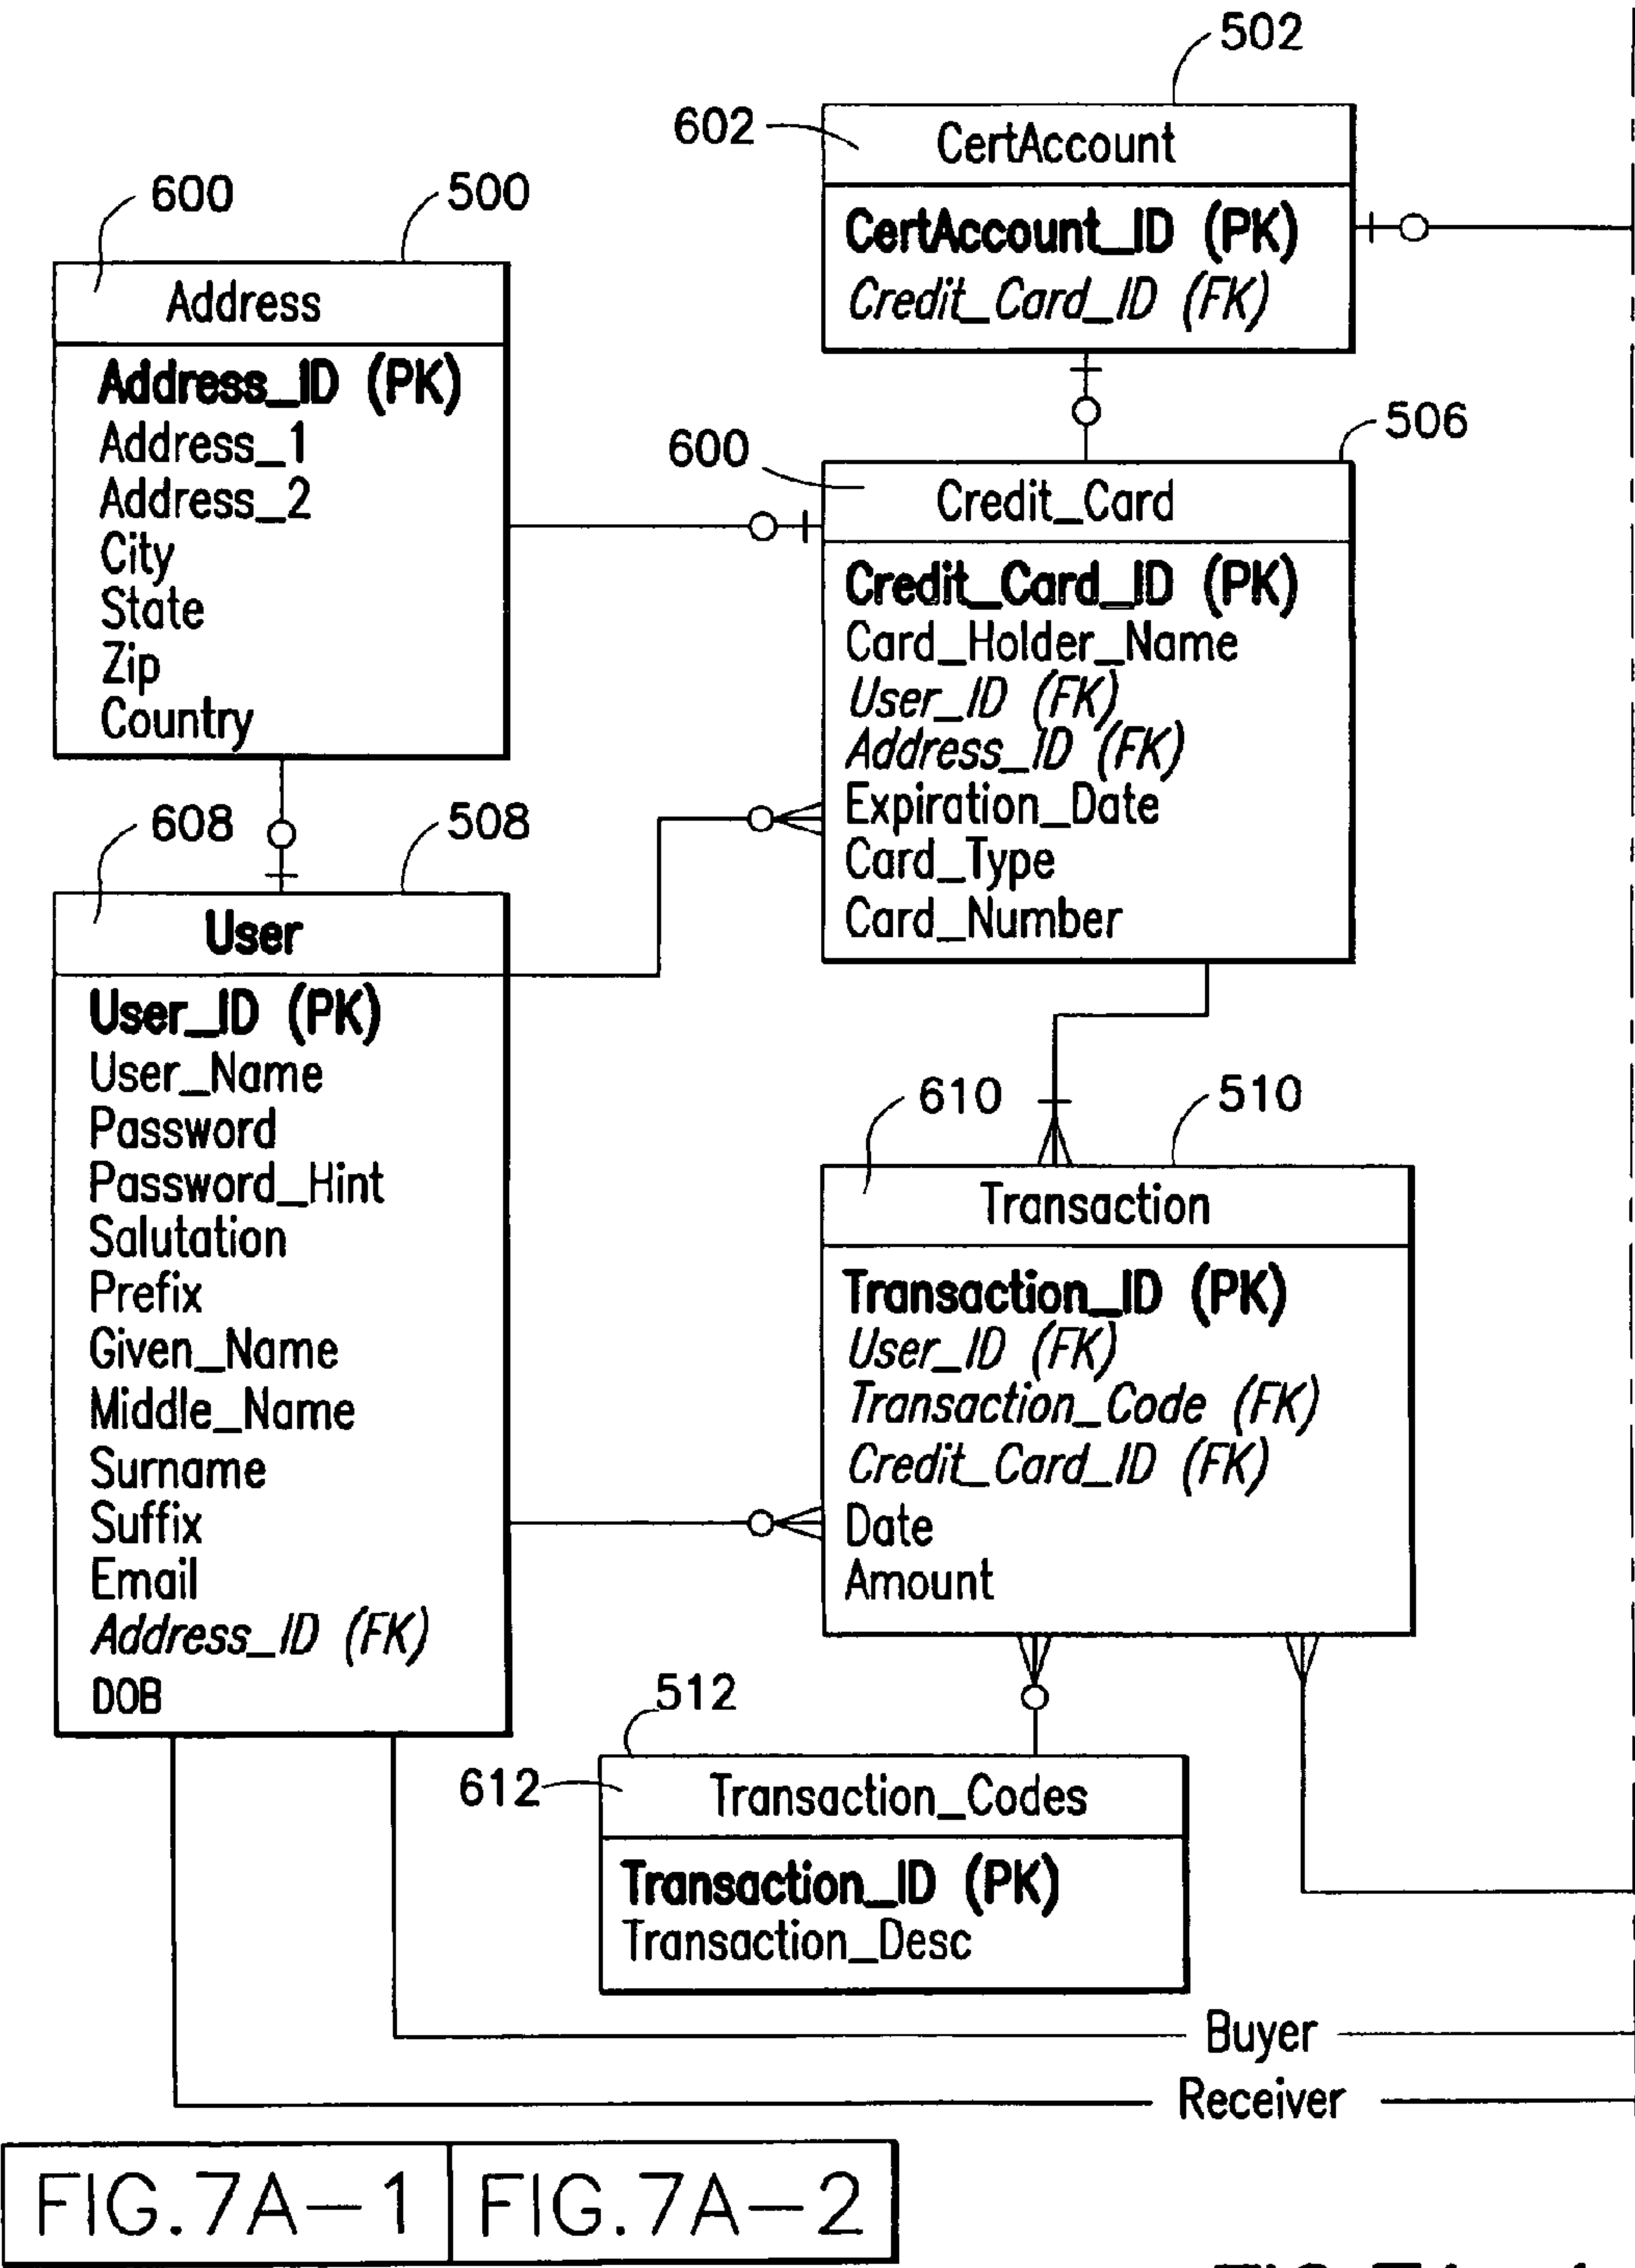 502
602
CertAccount
CertAccount_ID (PK)
Credit_Card_ID (FK)
600
500
Address
Address_ID (PK)
Address_1
Address_2
City
State
Zip
Country
600
506
Credit_Card
Credit_Card_ID (PK)
Card_Holder_Name
User_ID (FK)
Address_ID (FK)
Expiration_Date
Card_Type
Card_Number
608
508
User
User_ID (PK)
User_Name
Password
Password_Hint
Salutation
Prefix
Given_Name
Middle_Name
Surname
Suffix
Email
Address_ID (FK)
DOB
610
510
Transaction
Transaction_ID (PK)
User_ID (FK)
Transaction_Code (FK)
Credit_Card_ID (FK)
Date
Amount
512
612
Transaction_Codes
Transaction_ID (PK)
Transaction_Desc
Buyer
Receiver
FIG.7A-1
FIG.7A-2